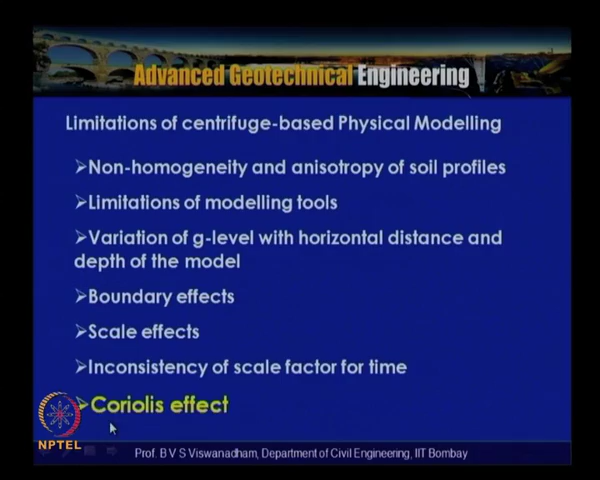 Advanced Geotechnical Engineering
Limitations of centrifuge-based Physical Modelling
➢Non-homogeneity and anisotropy of soil profiles
➢Limitations of modelling tools
➢Variation of g-level with horizontal distance and
depth of the model
➢Boundary effects
➢Scale effects
➢Inconsistency of scale factor for time
➢Coriolis effect
NPTEL
Prof. B V S Viswanadham, Department of Civil Engineering, IIT Bombay